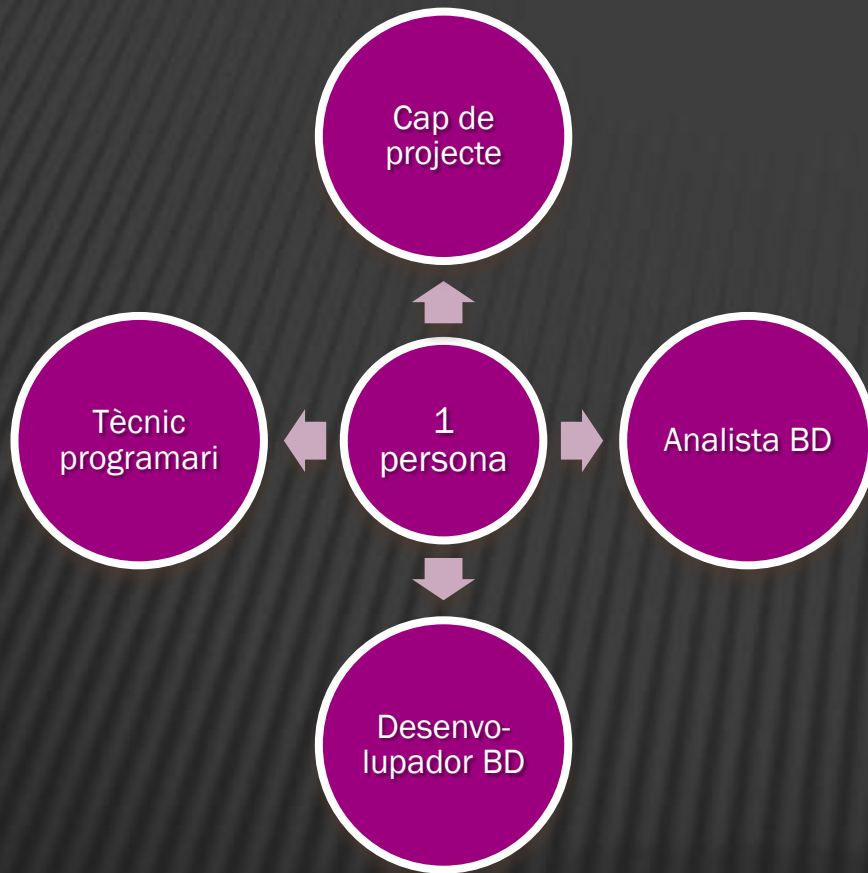 Cap de
projecte
Tècnic
programari
1
persona
Analista BD
Desenvo-
lupador BD